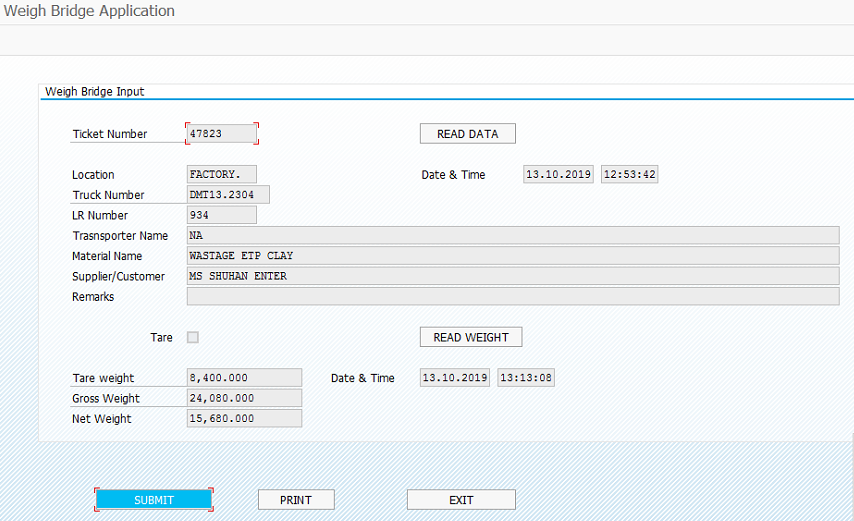 Weigh Bridge Application
Weigh Bridge Input
Ticket Number 47823 READ DATA
Location FACTORY. Date & Time 13.10.2019 12:53:42
Truck Number DMT13.2304
LR Number 934
Trasnsporter Name NA
Material Name WASTAGE ETP CLAY
Supplier/Customer MS SHUHAN ENTER
Remarks
Tare READ WEIGHT
Tare weight 8,400.000 Date & Time 13.10.2019 13:13:08
Gross Weight 24,080.000
Net Weight 15,680.000
SUBMIT PRINT EXIT